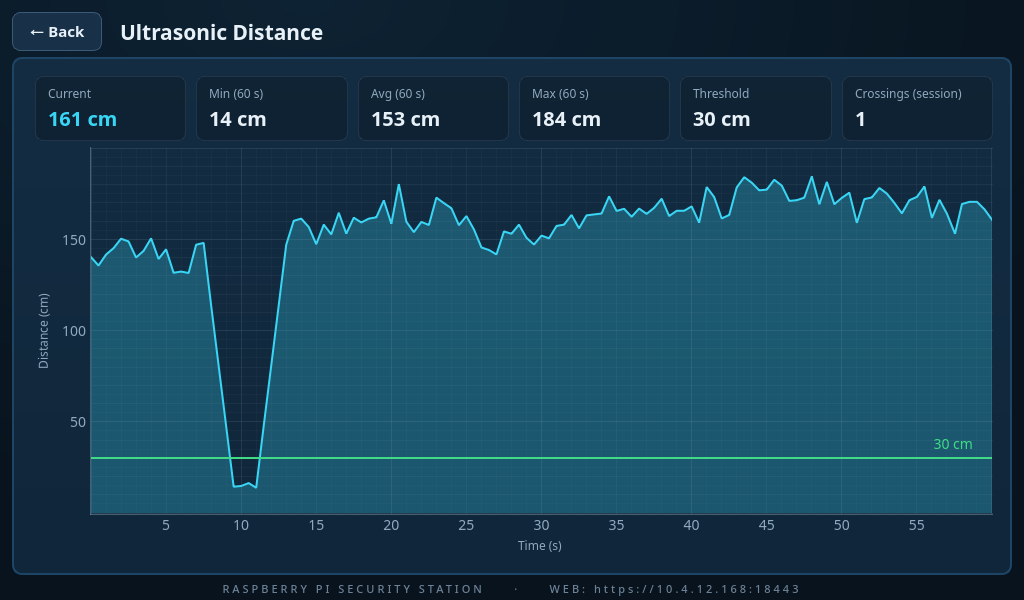 ← Back
Ultrasonic Distance
Current
161 cm
Min (60 s)
14 cm
Avg (60 s)
153 cm
Max (60 s)
184 cm
Threshold
30 cm
Crossings (session)
1
150
100
50
Distance (cm)
30 cm
5 10 15 20 25 30 35 40 45 50 55
Time (s)
RASPBERRY PI SECURITY STATION · WEB: https://10.4.12.168:18443